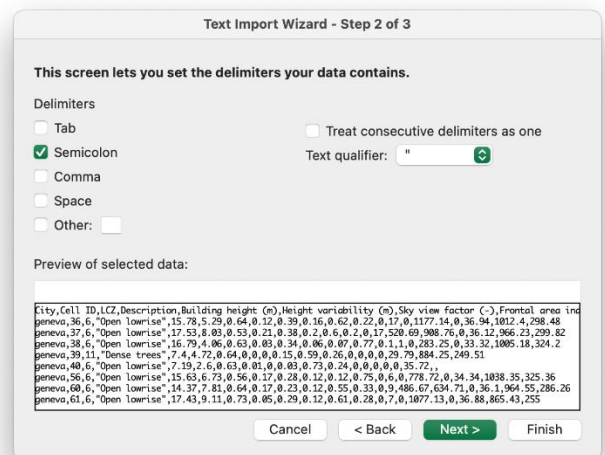 Text Import Wizard - Step 2 of 3
This screen lets you set the delimiters your data contains.
Delimiters
Tab
Semicolon
Comma
Space
Other:
Treat consecutive delimiters as one
Text qualifier: "
Preview of selected data:
City,Cell ID,LCZ,Description,Building height (m),Height variability (m),Sky view factor (-),Frontal area ind
geneva,36,6,"Open lowrise",15.78,5.29,0.64,0.12,0.39,0.16,0.62,0.22,0,17,0,1177.14,0,36.94,1012.4,298.48
geneva,37,6,"Open lowrise",17.53,8.03,0.53,0.21,0.38,0.2,0.6,0.2,0,17,520.69,908.76,0,36.12,966.23,299.82
geneva,38,6,"Open lowrise",16.79,4.06,0.63,0.03,0.34,0.06,0.07,0.77,0.1,1,0,283.25,0,33.32,1005.18,324.2
geneva,39,11,"Dense trees",7.4,4.72,0.64,0,0,0,0.15,0.59,0.26,0,0,0,0,29.79,884.25,249.51
geneva,40,6,"Open lowrise",7.19,2.6,0.63,0.01,0,0.03,0.73,0.24,0,0,0,0,0,35.72,,
geneva,56,6,"Open lowrise",15.63,6.73,0.56,0.17,0.28,0.12,0.12,0.75,0,6,0,778.72,0,34.34,1038.35,325.36
geneva,60,6,"Open lowrise",14.37,7.81,0.64,0.17,0.23,0.12,0.55,0.33,0,9,486.67,634.71,0,36.1,964.55,286.26
geneva,61,6,"Open lowrise",17.43,9.11,0.73,0.05,0.29,0.12,0.61,0.28,0,7,0,1077.13,0,36.88,865.43,255
Cancel
< Back
Next >
Finish